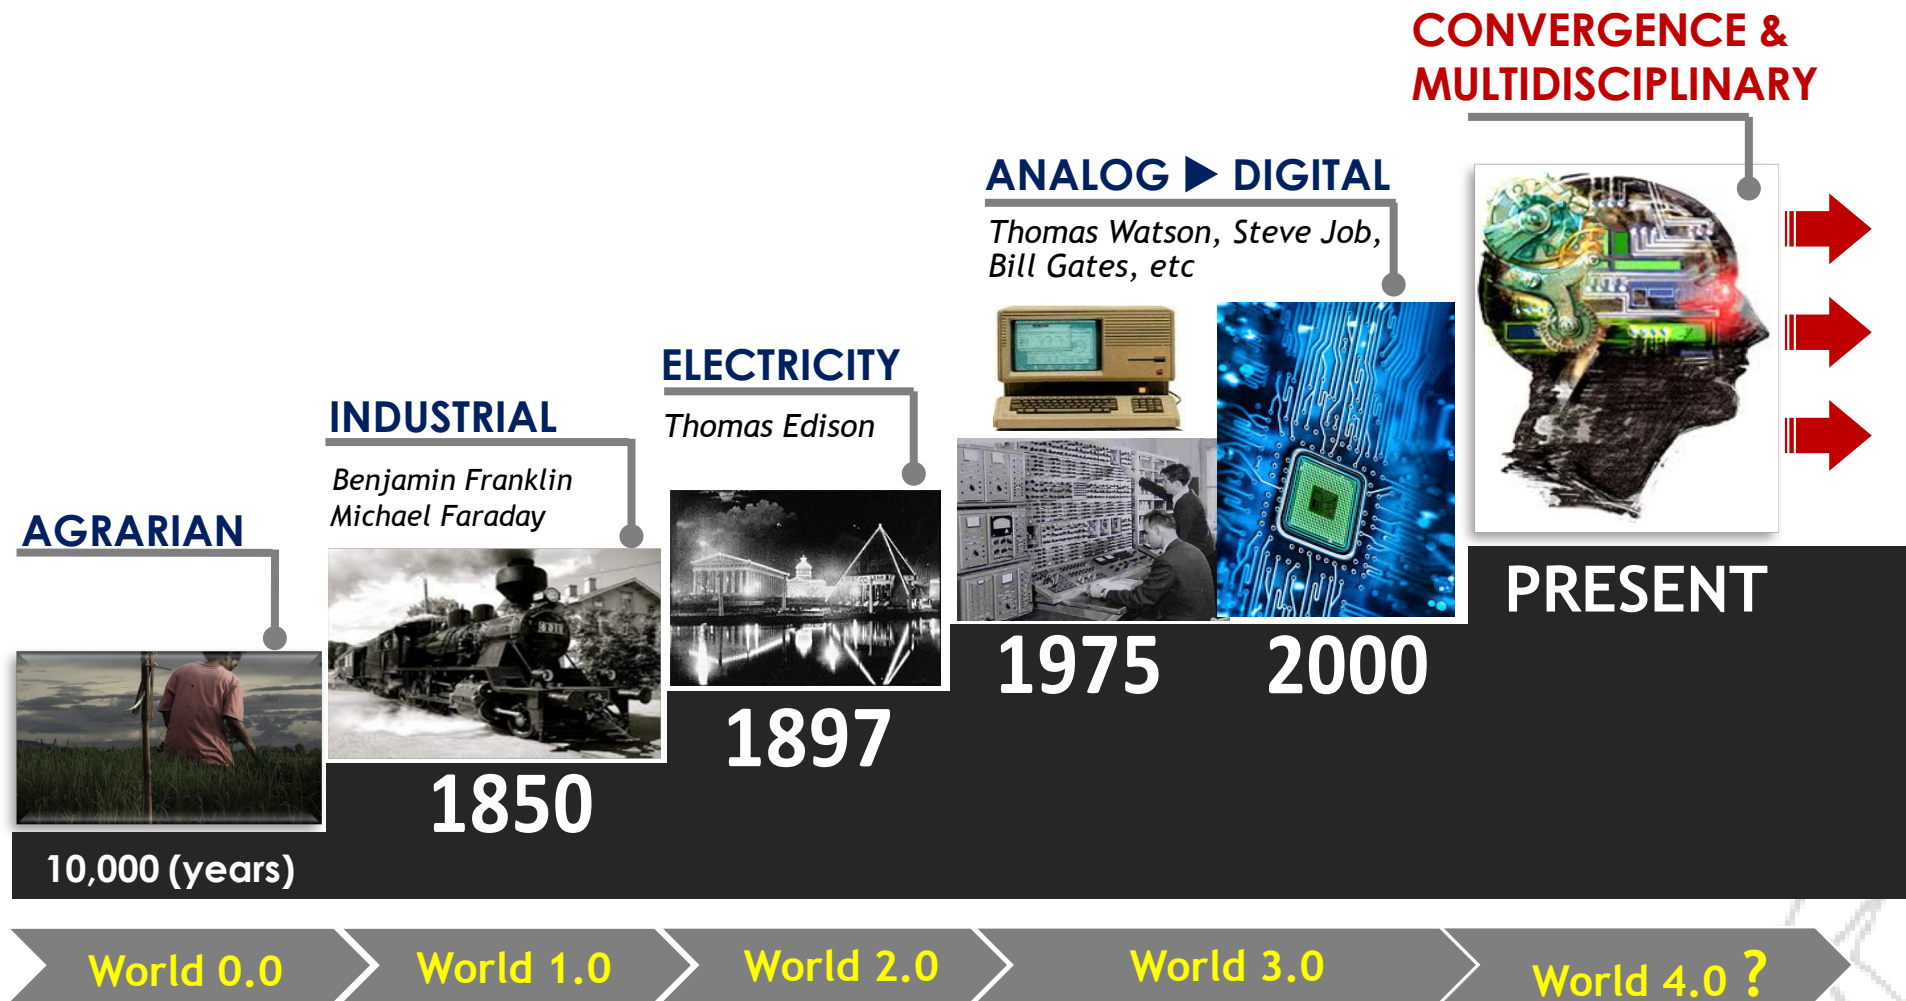 CONVERGENCE &
MULTIDISCIPLINARY
ANALOG ▶ DIGITAL
Thomas Watson, Steve Job,
Bill Gates, etc
ELECTRICITY
Thomas Edison
INDUSTRIAL
Benjamin Franklin
Michael Faraday
AGRARIAN
PRESENT
1975
2000
1897
1850
10,000 (years)
World 0.0
World 1.0
World 2.0
World 3.0
World 4.0 ?